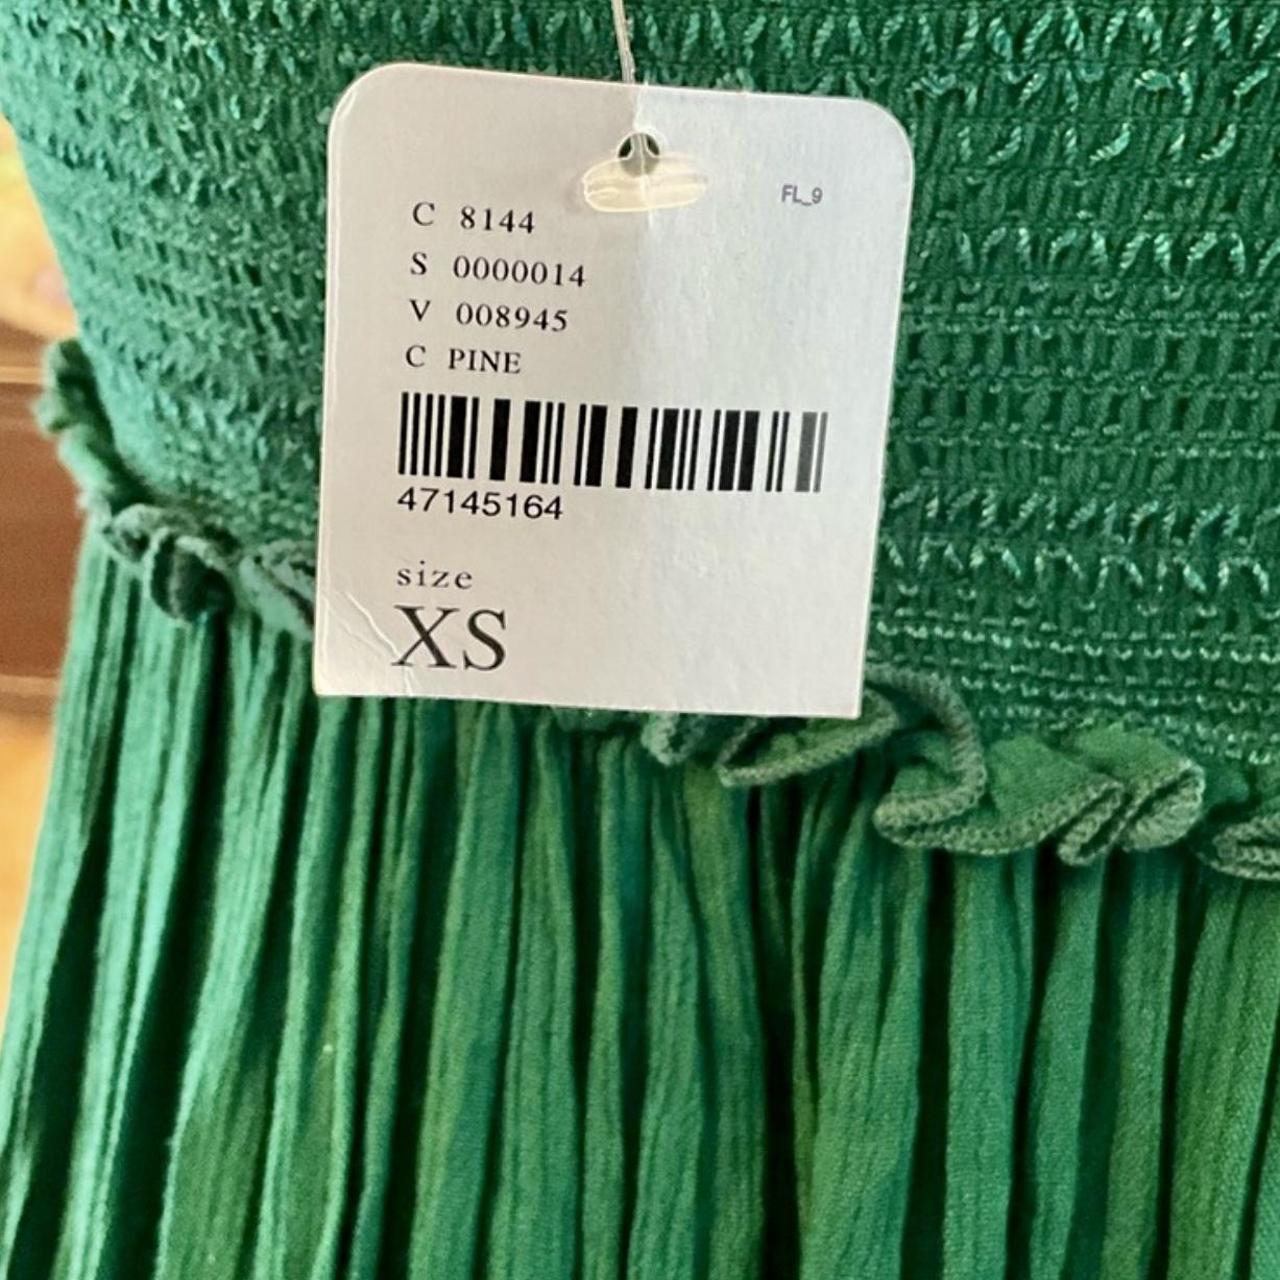 FL_9
C 8144
S 0000014
V 008945
C PINE
47145164
size
XS